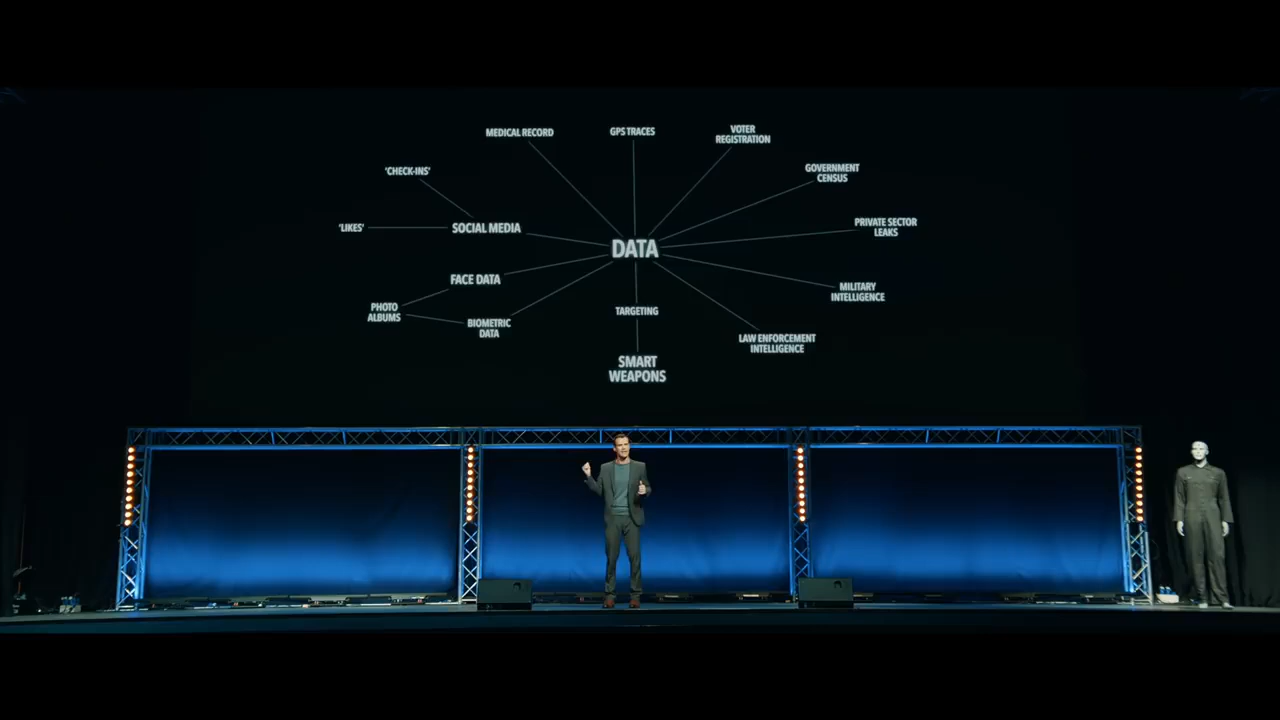 MEDICAL RECORD
GPS TRACES
VOTER
REGISTRATION
'CHECK-INS'
GOVERNMENT
CENSUS
'LIKES'
SOCIAL MEDIA
PRIVATE SECTOR
LEAKS
DATA
FACE DATA
MILITARY
INTELLIGENCE
PHOTO
ALBUMS
BIOMETRIC
DATA
TARGETING
LAW ENFORCEMENT
INTELLIGENCE
SMART
WEAPONS